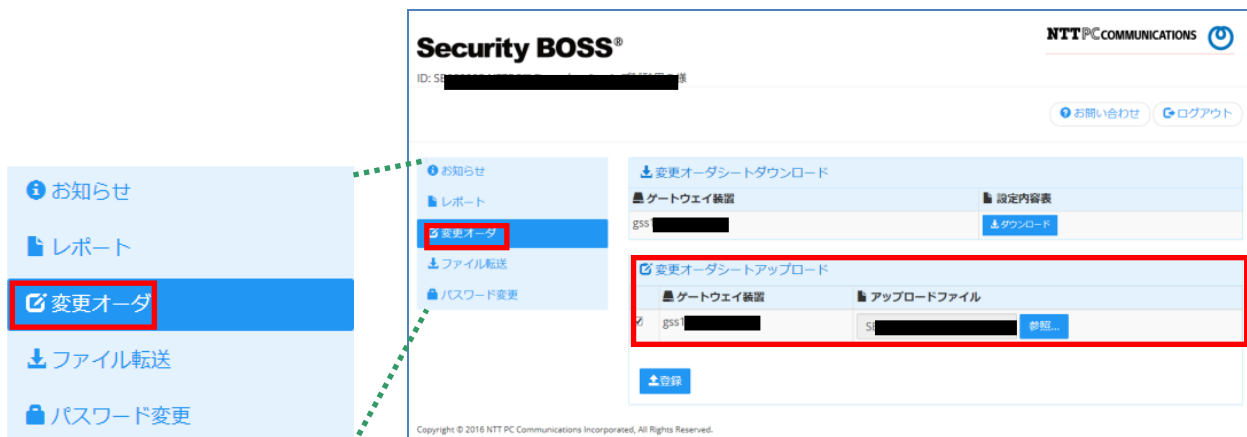 お知らせ
レポート
変更オーダ
ファイル転送
パスワード変更
Security BOSS®
NTTPC COMMUNICATIONS
ID: 様
お問い合わせ ログアウト
お知らせ
レポート
変更オーダ
ファイル転送
パスワード変更
変更オーダシートダウンロード
ゲートウェイ装置 設定内容表
gss1 ダウンロード
変更オーダシートアップロード
ゲートウェイ装置 アップロードファイル
gss1 参照...
登録
Copyright © 2016 NTT PC Communications Incorporated, All Rights Reserved.